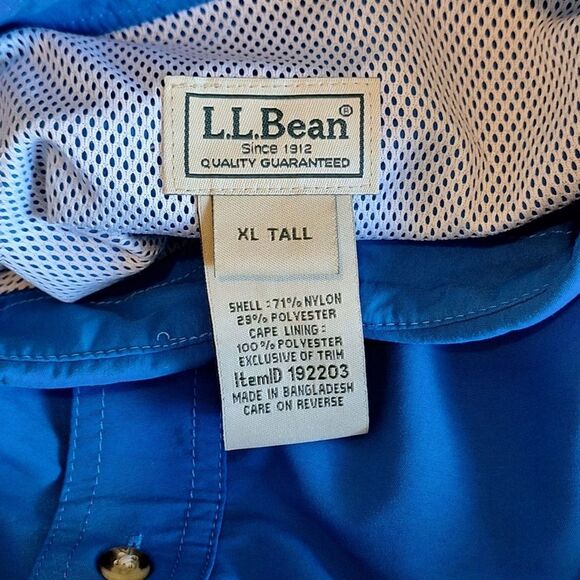 L.L.Bean®
Since 1912
QUALITY GUARANTEED
XL TALL
SHELL : 71% NYLON
29% POLYESTER
CAPE LINING :
100% POLYESTER
EXCLUSIVE OF TRIM
ItemID 192203
MADE IN BANGLADESH
CARE ON REVERSE